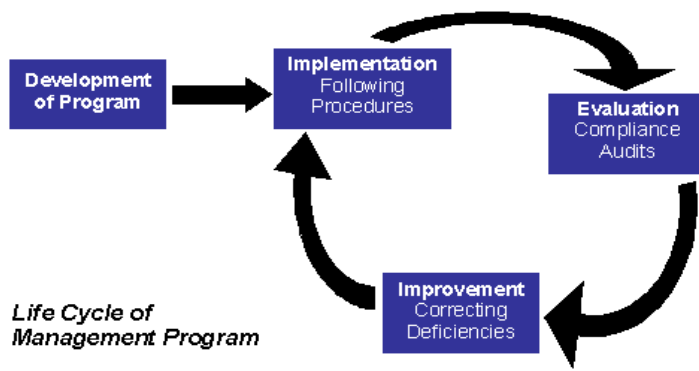 Development
of Program
Implementation
Following
Procedures
Evaluation
Compliance
Audits
Improvement
Correcting
Deficiencies
Life Cycle of
Management Program